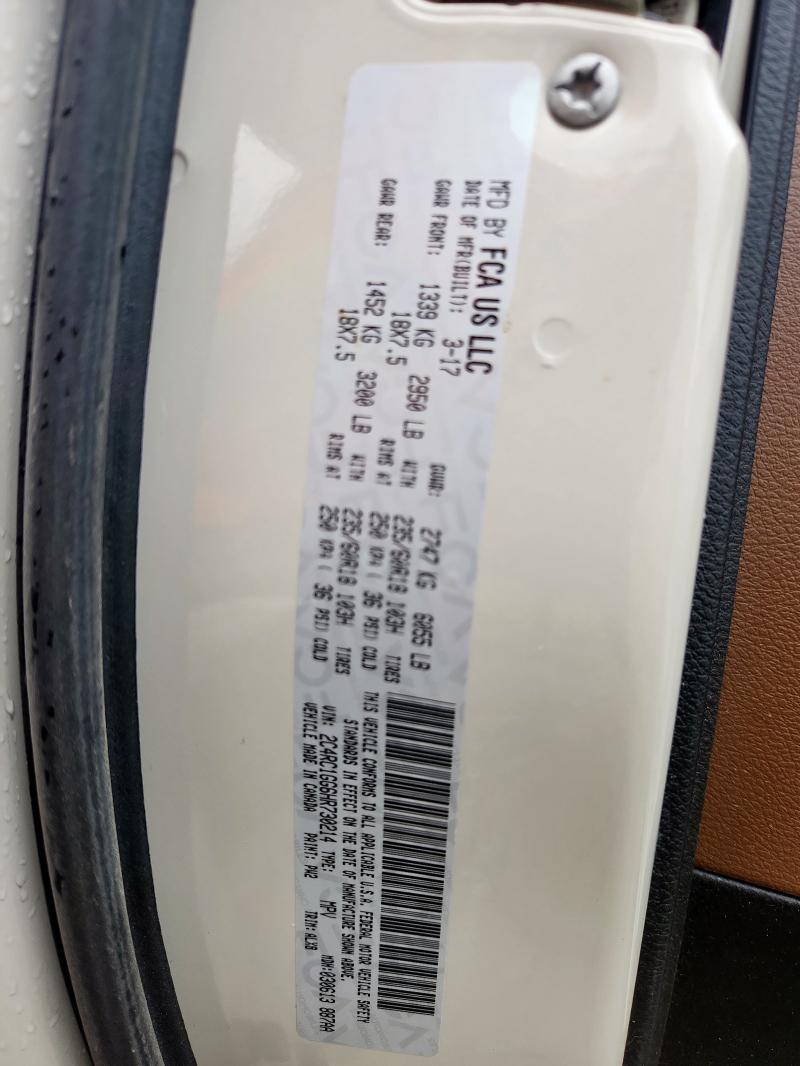 MFD BY FCA US LLC
DATE OF MFR(BUILT): 3-17 GVWR: 2747 KG 6055 LB
GAWR FRONT: 1339 KG 2950 LB WITH 235/60R18 103H TIRES
18X7.5 RIMS AT 250 KPA( 36 PSI) COLD
GAWR REAR: 1452 KG 3200 LB WITH 235/60R18 103H TIRES
18X7.5 RIMS AT 250 KPA( 36 PSI) COLD
THIS VEHICLE CONFORMS TO ALL APPLICABLE U.S.A. FEDERAL MOTOR VEHICLE SAFETY
STANDARDS IN EFFECT ON THE DATE OF MANUFACTURE SHOWN ABOVE.
VIN: 2C4RC1GG6HR730214 TYPE: MPV MDH:030613 887AA
VEHICLE MADE IN CANADA PAINT: PW2 TRIM: